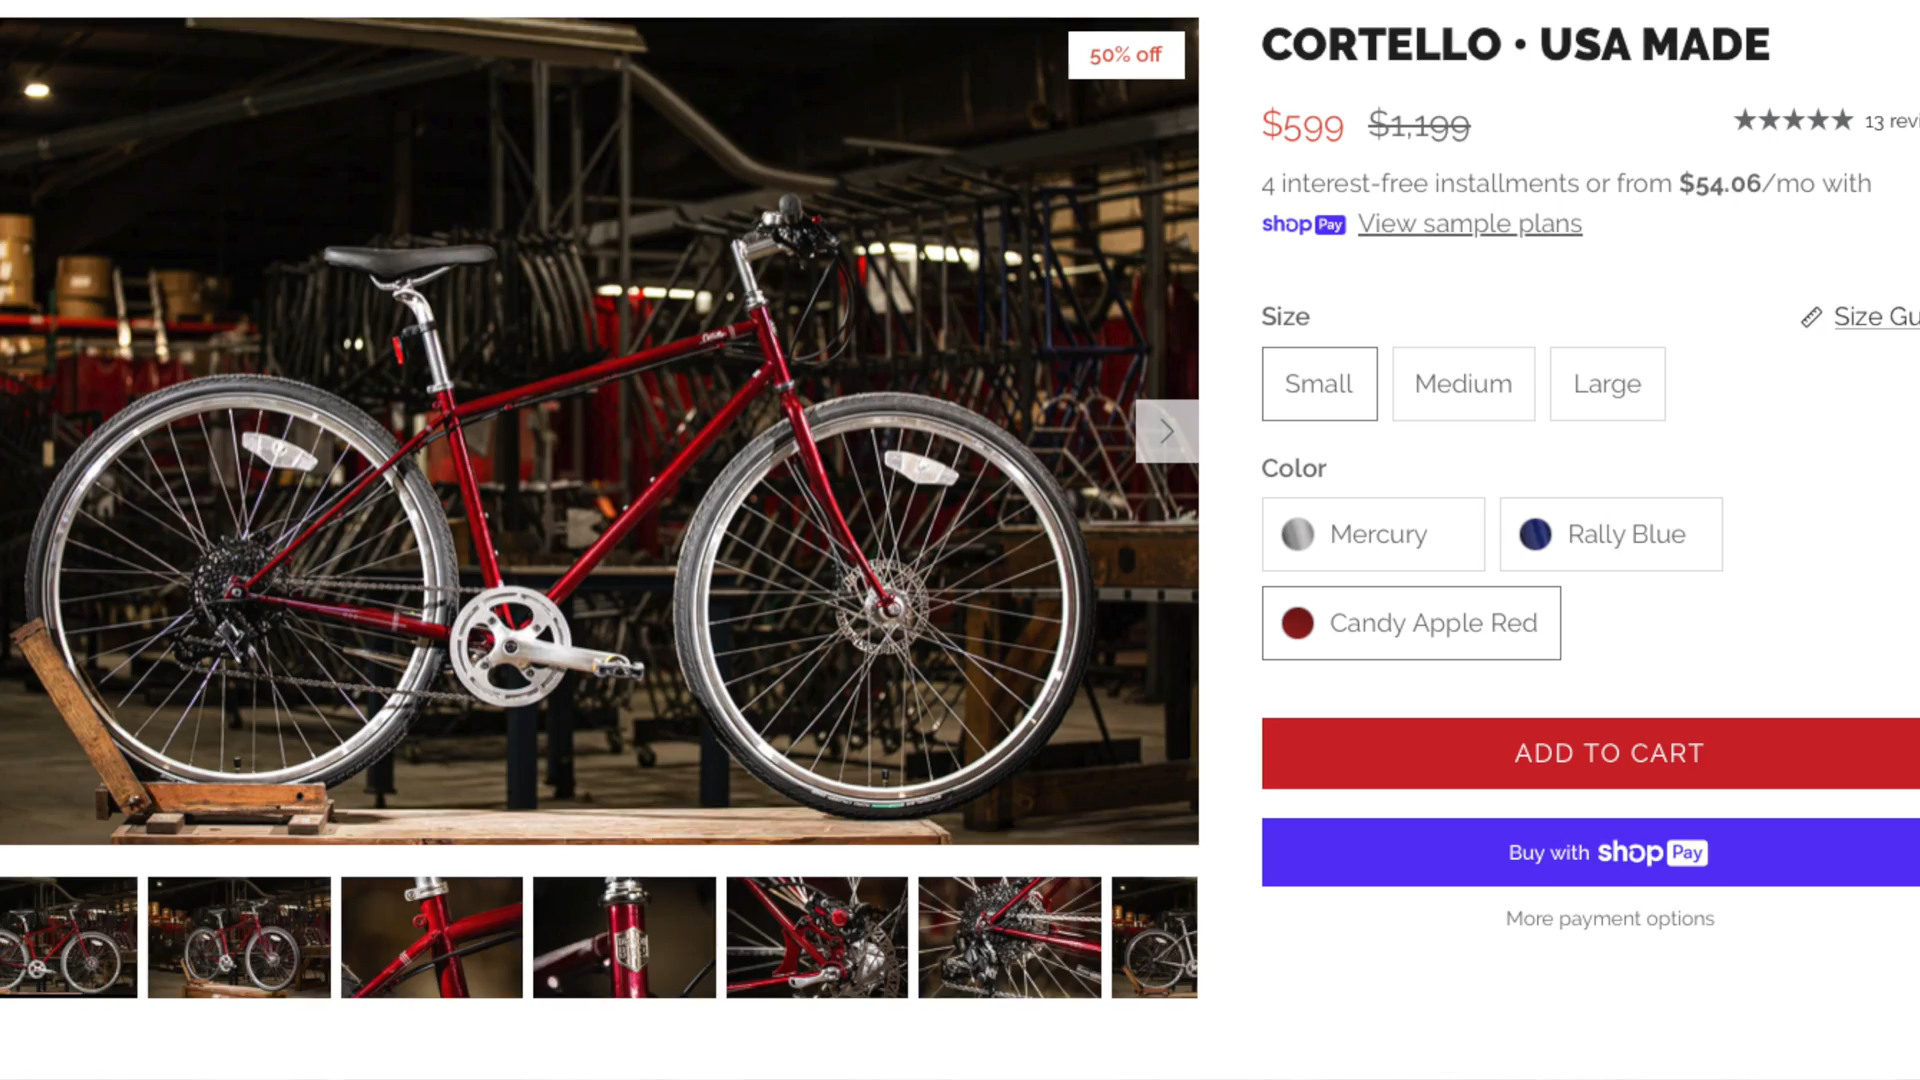 50% off
CORTELLO • USA MADE
$599 $1,199
★★★★★ 13 revi
4 interest-free installments or from $54.06/mo with
shop Pay View sample plans
Size
Size Gu
Small
Medium
Large
Color
Mercury
Rally Blue
Candy Apple Red
ADD TO CART
Buy with shop Pay
More payment options